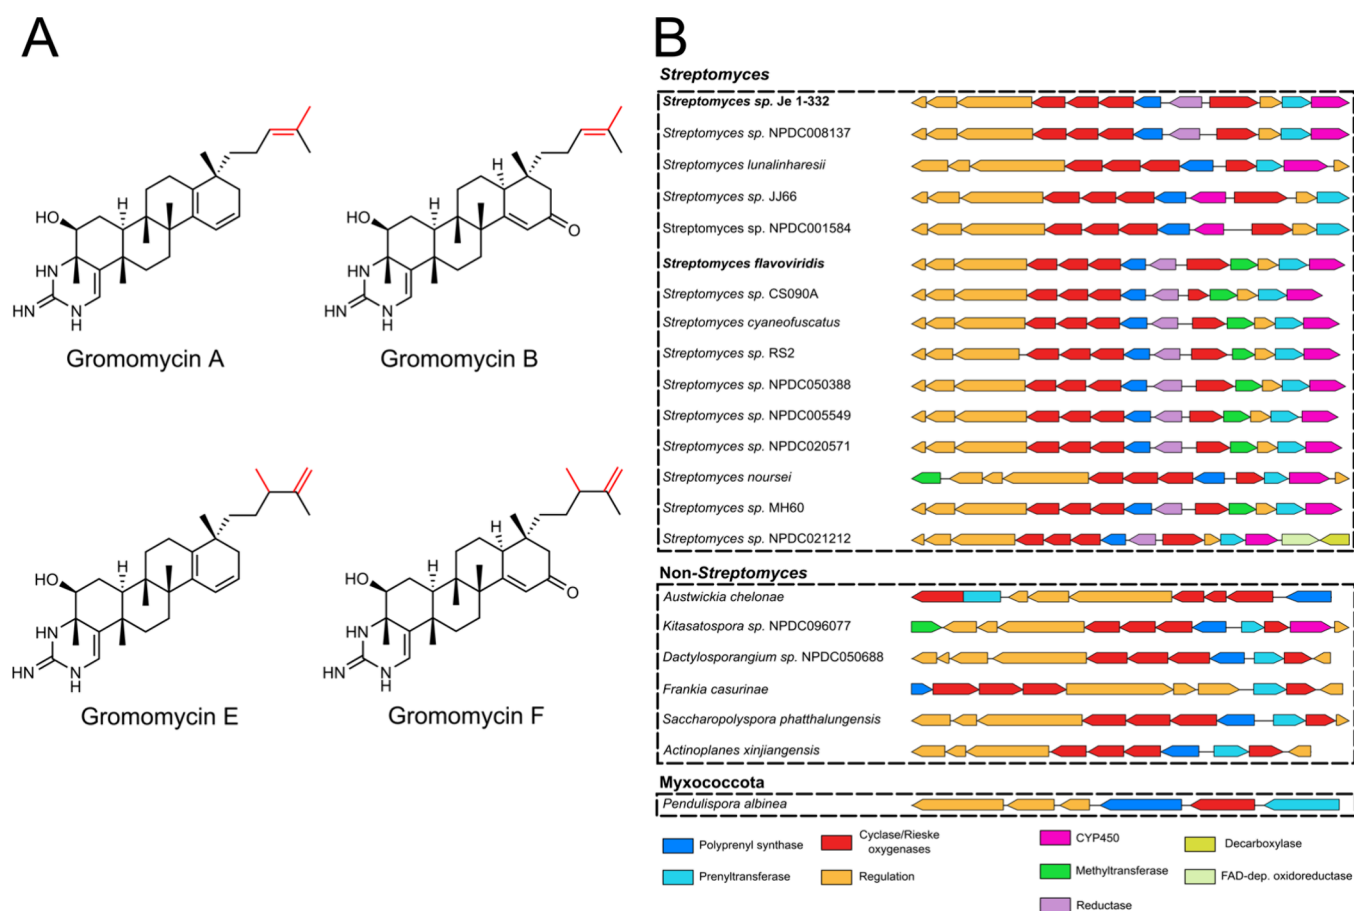 A
HO
H
HN
HN
N
H
Gromomycin A
HO
H
H
O
HN
HN
N
H
Gromomycin B
HO
H
HN
HN
N
H
Gromomycin E
HO
H
H
O
HN
HN
N
H
Gromomycin F
B
Streptomyces
Streptomyces sp. Je 1-332
Streptomyces sp. NPDC008137
Streptomyces lunalinharesii
Streptomyces sp. JJ66
Streptomyces sp. NPDC001584
Streptomyces flavoviridis
Streptomyces sp. CS090A
Streptomyces cyaneofuscatus
Streptomyces sp. RS2
Streptomyces sp. NPDC050388
Streptomyces sp. NPDC005549
Streptomyces sp. NPDC020571
Streptomyces noursei
Streptomyces sp. MH60
Streptomyces sp. NPDC021212
Non-Streptomyces
Austwickia chelonae
Kitasatospora sp. NPDC096077
Dactylosporangium sp. NPDC050688
Frankia casurinae
Saccharopolyspora phatthalungensis
Actinoplanes xinjiangensis
Myxococcota
Pendulispora albinea
Polyprenyl synthase
Prenyltransferase
Cyclase/Rieske
oxygenases
Regulation
CYP450
Methyltransferase
Reductase
Decarboxylase
FAD-dep. oxidoreductase